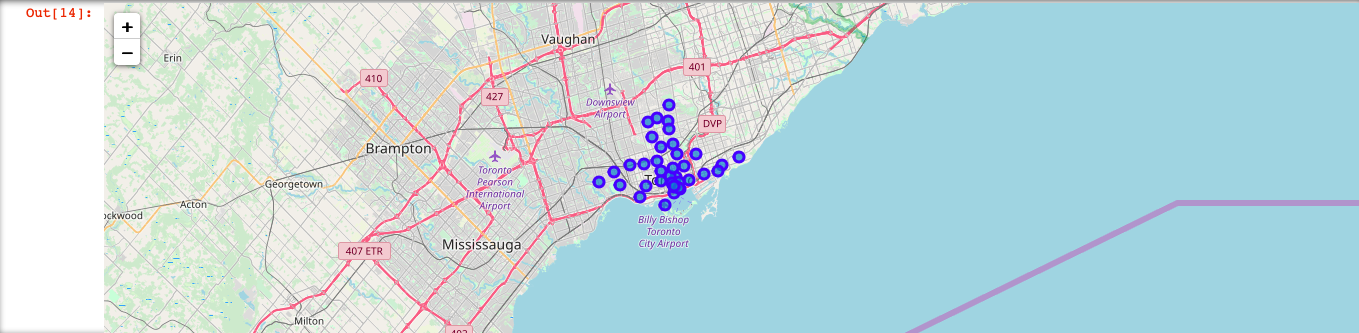 Out[14]:
+
−
Erin
Vaughan
410
401
427
Downsview
Airport
DVP
Brampton
Toronto
Pearson
International
Airport
Georgetown
Acton
ockwood
Billy Bishop
Toronto
City Airport
407 ETR
Mississauga
Milton
403